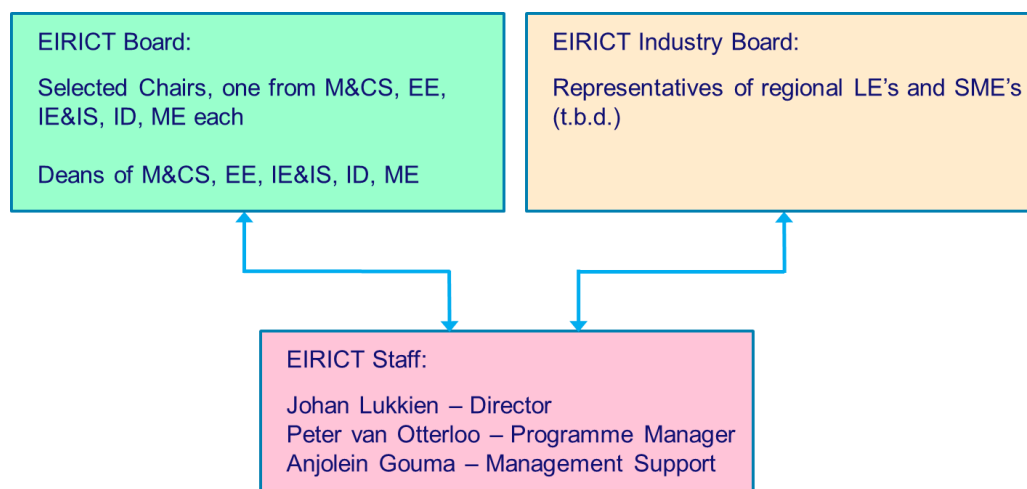 EIRICT Board:
Selected Chairs, one from M&CS, EE,
IE&IS, ID, ME each
Deans of M&CS, EE, IE&IS, ID, ME
EIRICT Industry Board:
Representatives of regional LE’s and SME’s
(t.b.d.)
EIRICT Staff:
Johan Lukkien – Director
Peter van Otterloo – Programme Manager
Anjolein Gouma – Management Support